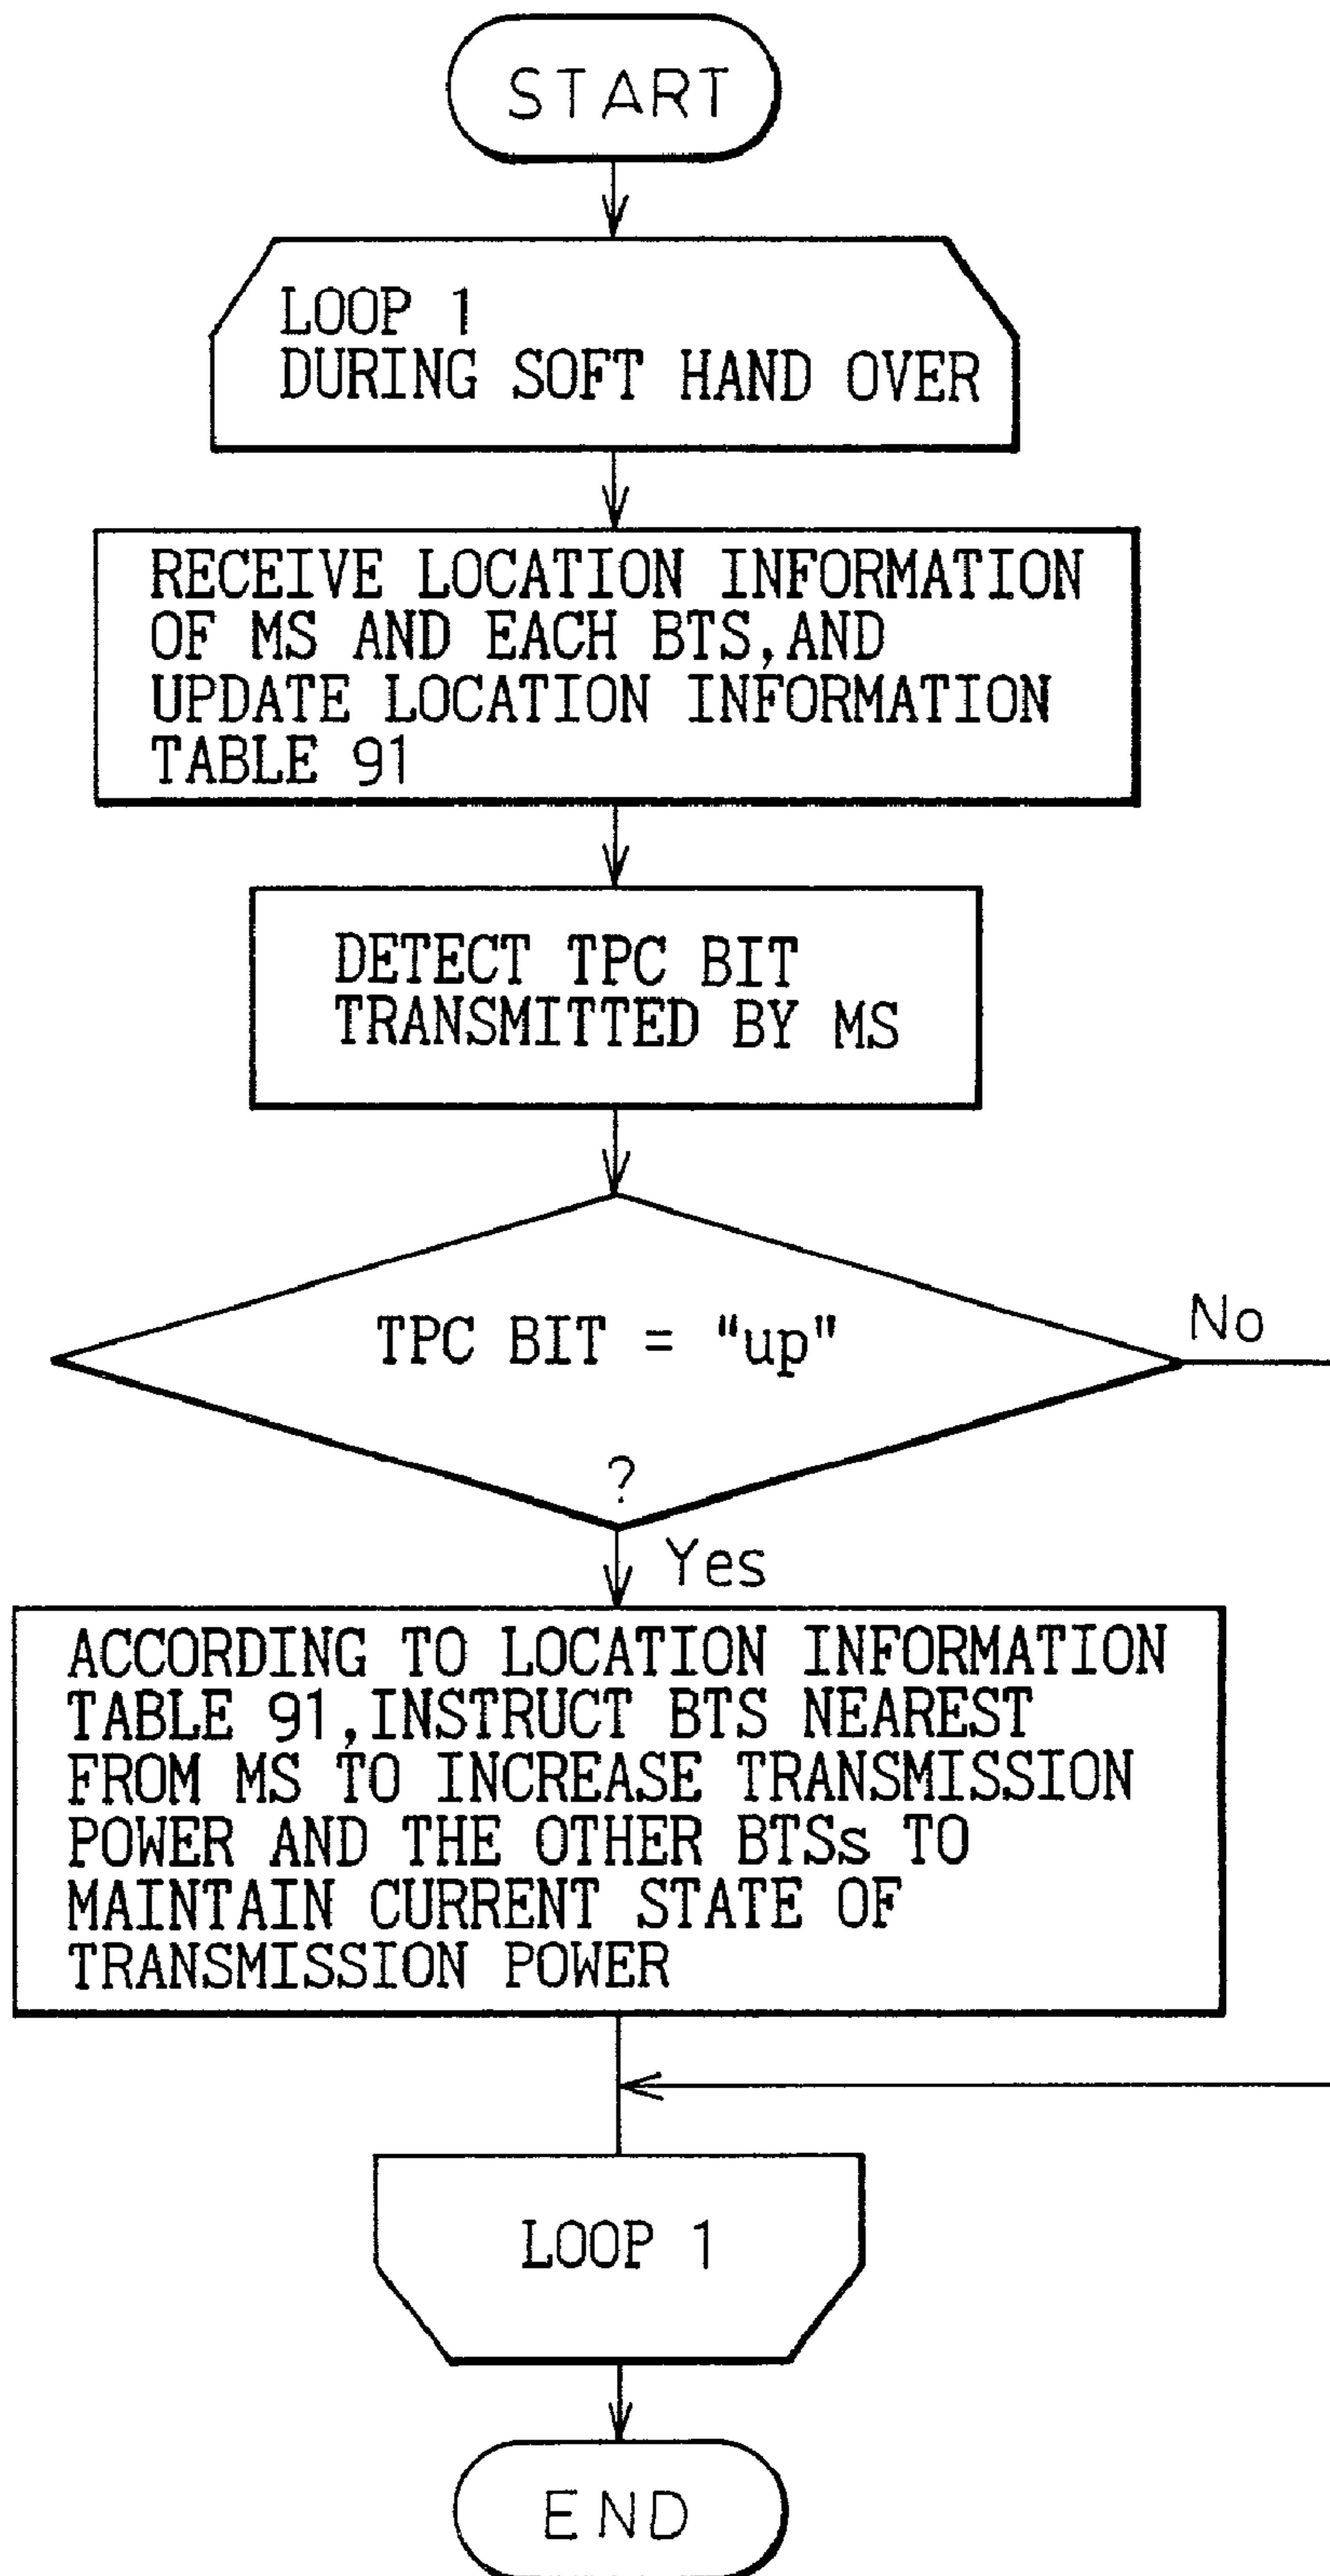 START
LOOP 1
DURING SOFT HAND OVER
RECEIVE LOCATION INFORMATION
OF MS AND EACH BTS,AND
UPDATE LOCATION INFORMATION
TABLE 91
DETECT TPC BIT
TRANSMITTED BY MS
TPC BIT = "up"
?
No
Yes
ACCORDING TO LOCATION INFORMATION
TABLE 91,INSTRUCT BTS NEAREST
FROM MS TO INCREASE TRANSMISSION
POWER AND THE OTHER BTSs TO
MAINTAIN CURRENT STATE OF
TRANSMISSION POWER
LOOP 1
END